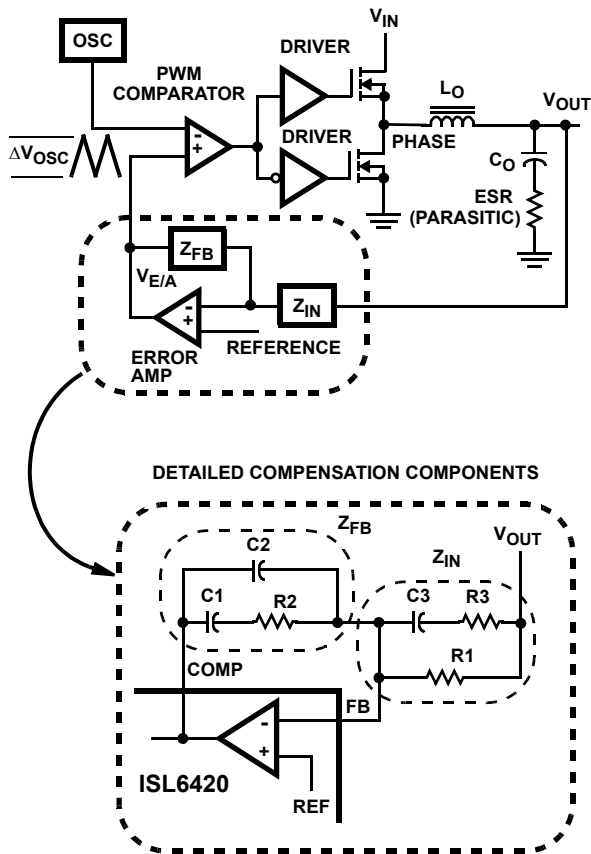 V_IN
OSC
DRIVER
PWM
COMPARATOR
L_O
V_OUT
-
+
DRIVER
PHASE
ΔV_OSC
C_O
ESR
(PARASITIC)
Z_FB
V_E/A
-
+
Z_IN
REFERENCE
ERROR
AMP
DETAILED COMPENSATION COMPONENTS
Z_FB
V_OUT
C2
Z_IN
C1
R2
C3
R3
R1
COMP
FB
-
+
ISL6420
REF